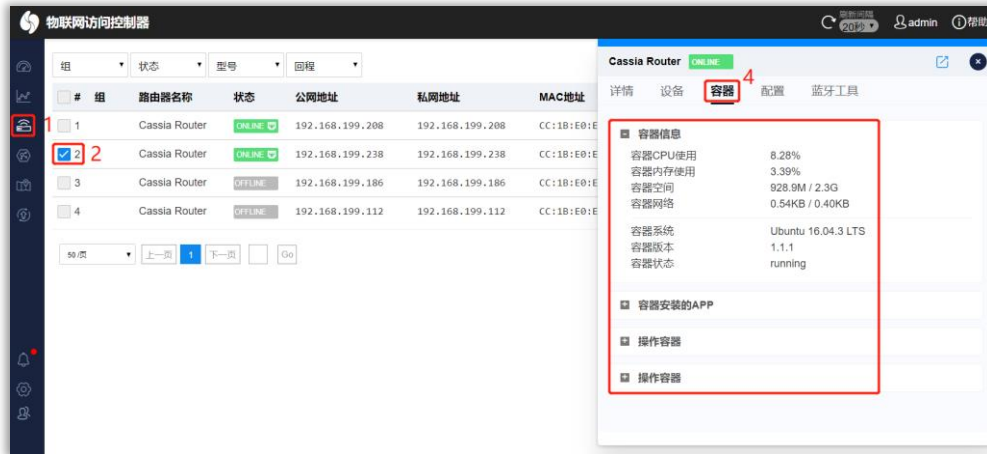 物联网访问控制器
刷新间隔
20秒
admin
帮助
组 状态 型号 回程
# 组 路由器名称 状态 公网地址 私网地址 MAC地址
1 1 Cassia Router ONLINE 192.168.199.208 192.168.199.208 CC:1B:E0:E
2 2 Cassia Router ONLINE 192.168.199.238 192.168.199.238 CC:1B:E0:E
3 Cassia Router OFFLINE 192.168.199.186 192.168.199.186 CC:1B:E0:E
4 Cassia Router OFFLINE 192.168.199.112 192.168.199.112 CC:1B:E0:E
50 /页 上一页 1 下一页 Go
Cassia Router ONLINE
4
详情 设备 容器 配置 蓝牙工具
容器信息
容器CPU使用 8.28%
容器内存使用 3.39%
容器空间 928.9M / 2.3G
容器网络 0.54KB / 0.40KB
容器系统 Ubuntu 16.04.3 LTS
容器版本 1.1.1
容器状态 running
容器安装的APP
操作容器
操作容器